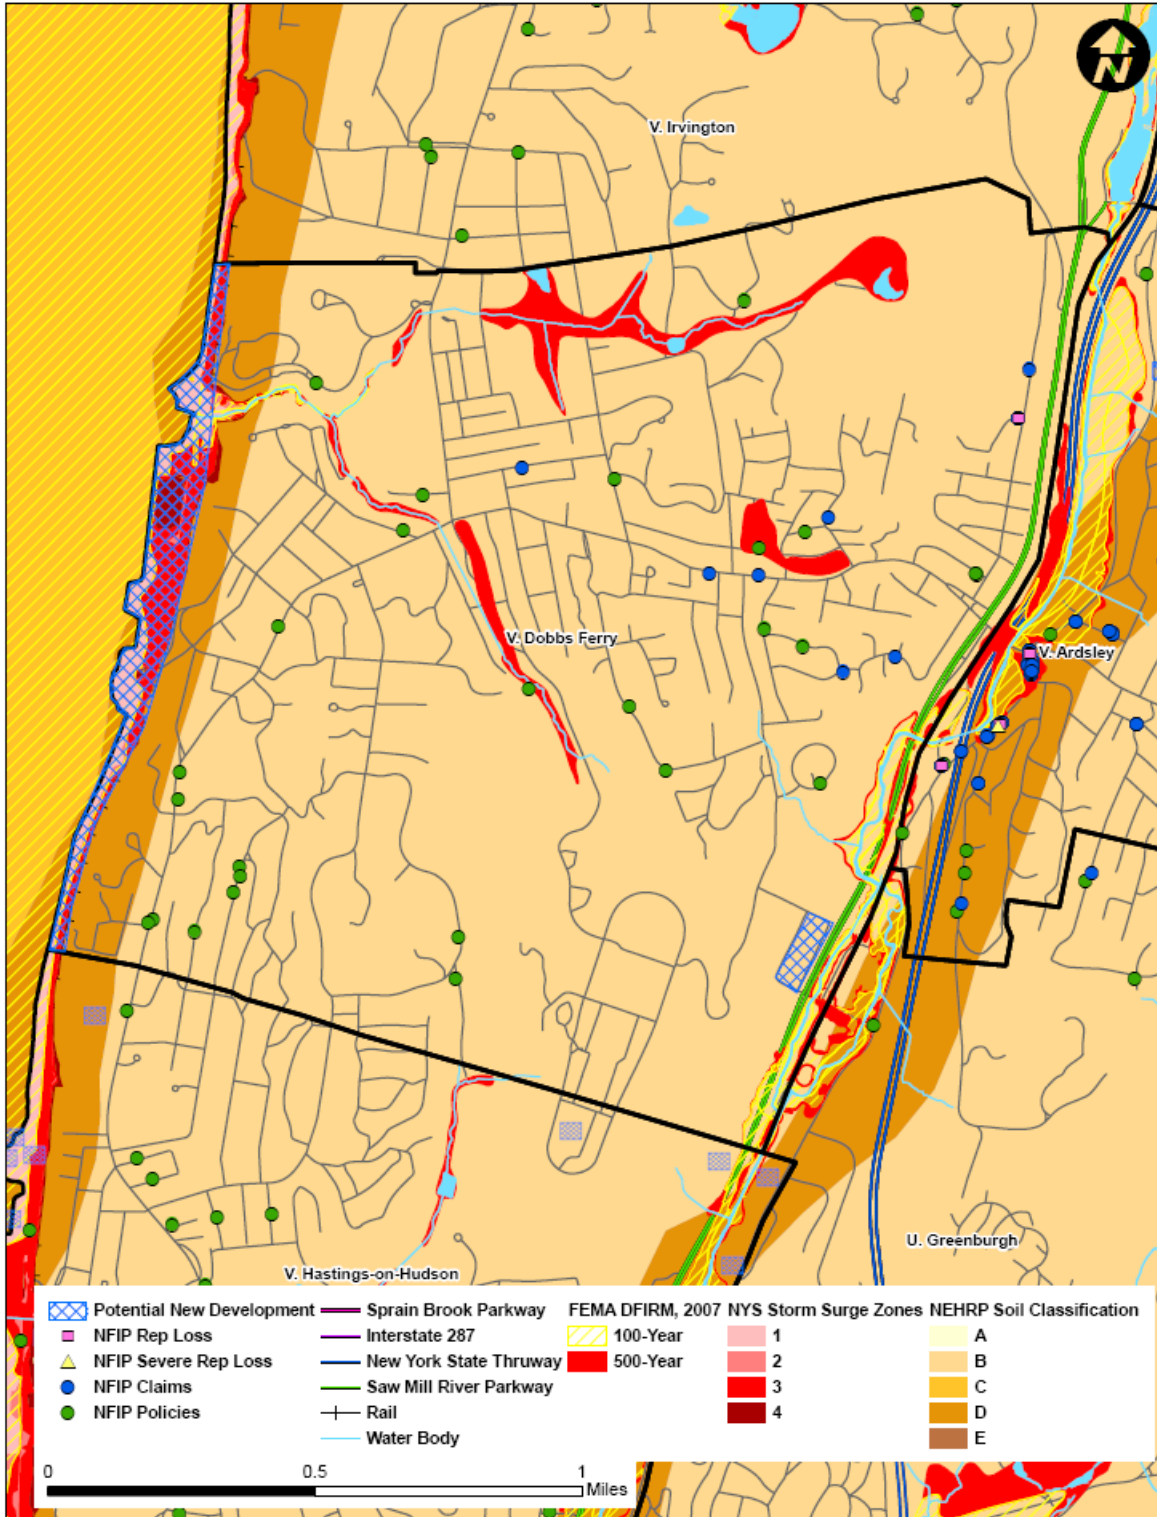 N
V. Irvington
V. Dobbs Ferry
V. Ardsley
U. Greenburgh
V. Hastings-on-Hudson
Potential New Development
NFIP Rep Loss
NFIP Severe Rep Loss
NFIP Claims
NFIP Policies
Sprain Brook Parkway
Interstate 287
New York State Thruway
Saw Mill River Parkway
Rail
Water Body
FEMA DFIRM, 2007
100-Year
500-Year
NYS Storm Surge Zones
1
2
3
4
NEHRP Soil Classification
A
B
C
D
E
0 0.5 1
Miles